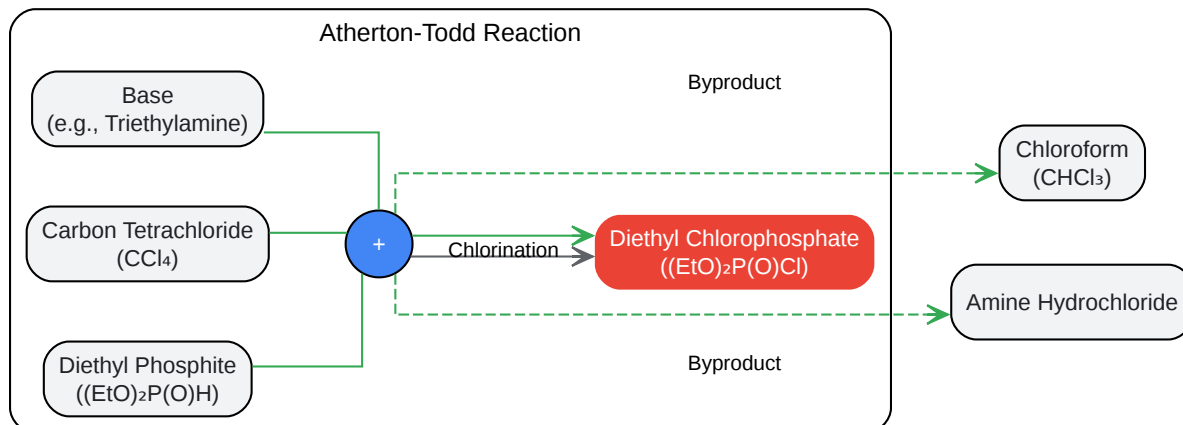 Atherton-Todd Reaction
Byproduct
Base
(e.g., Triethylamine)
Chloroform
(CHCl₃)
Carbon Tetrachloride
(CCl₄)
+
Chlorination
Diethyl Chlorophosphate
((EtO)₂P(O)Cl)
Amine Hydrochloride
Diethyl Phosphite
((EtO)₂P(O)H)
Byproduct